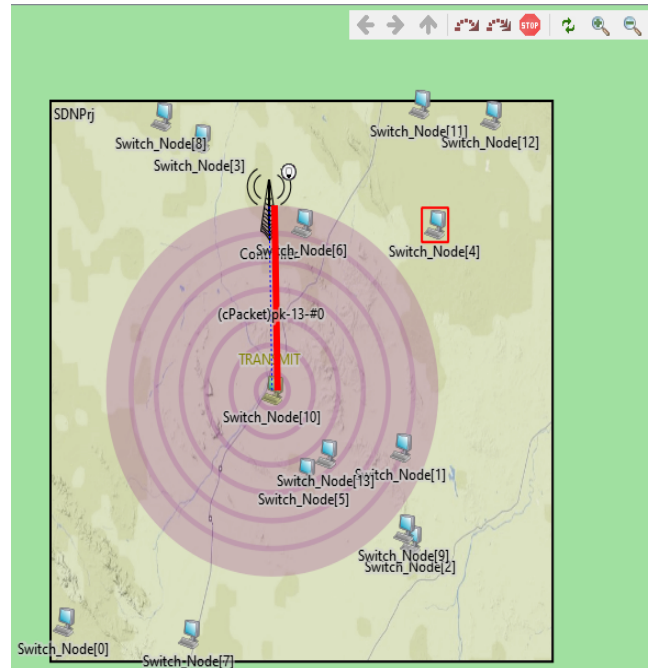 STOP
SDNPrj
Switch_Node[11]
Switch_Node[12]
Switch_Node[8]
Switch_Node[3]
Switch_Node[6]
Switch_Node[4]
(cPacket)pk-13-#0
TRANSMIT
Switch_Node[10]
Switch_Node[1]
Switch_Node[13]
Switch_Node[5]
Switch_Node[9]
Switch_Node[2]
Switch_Node[0]
Switch_Node[7]